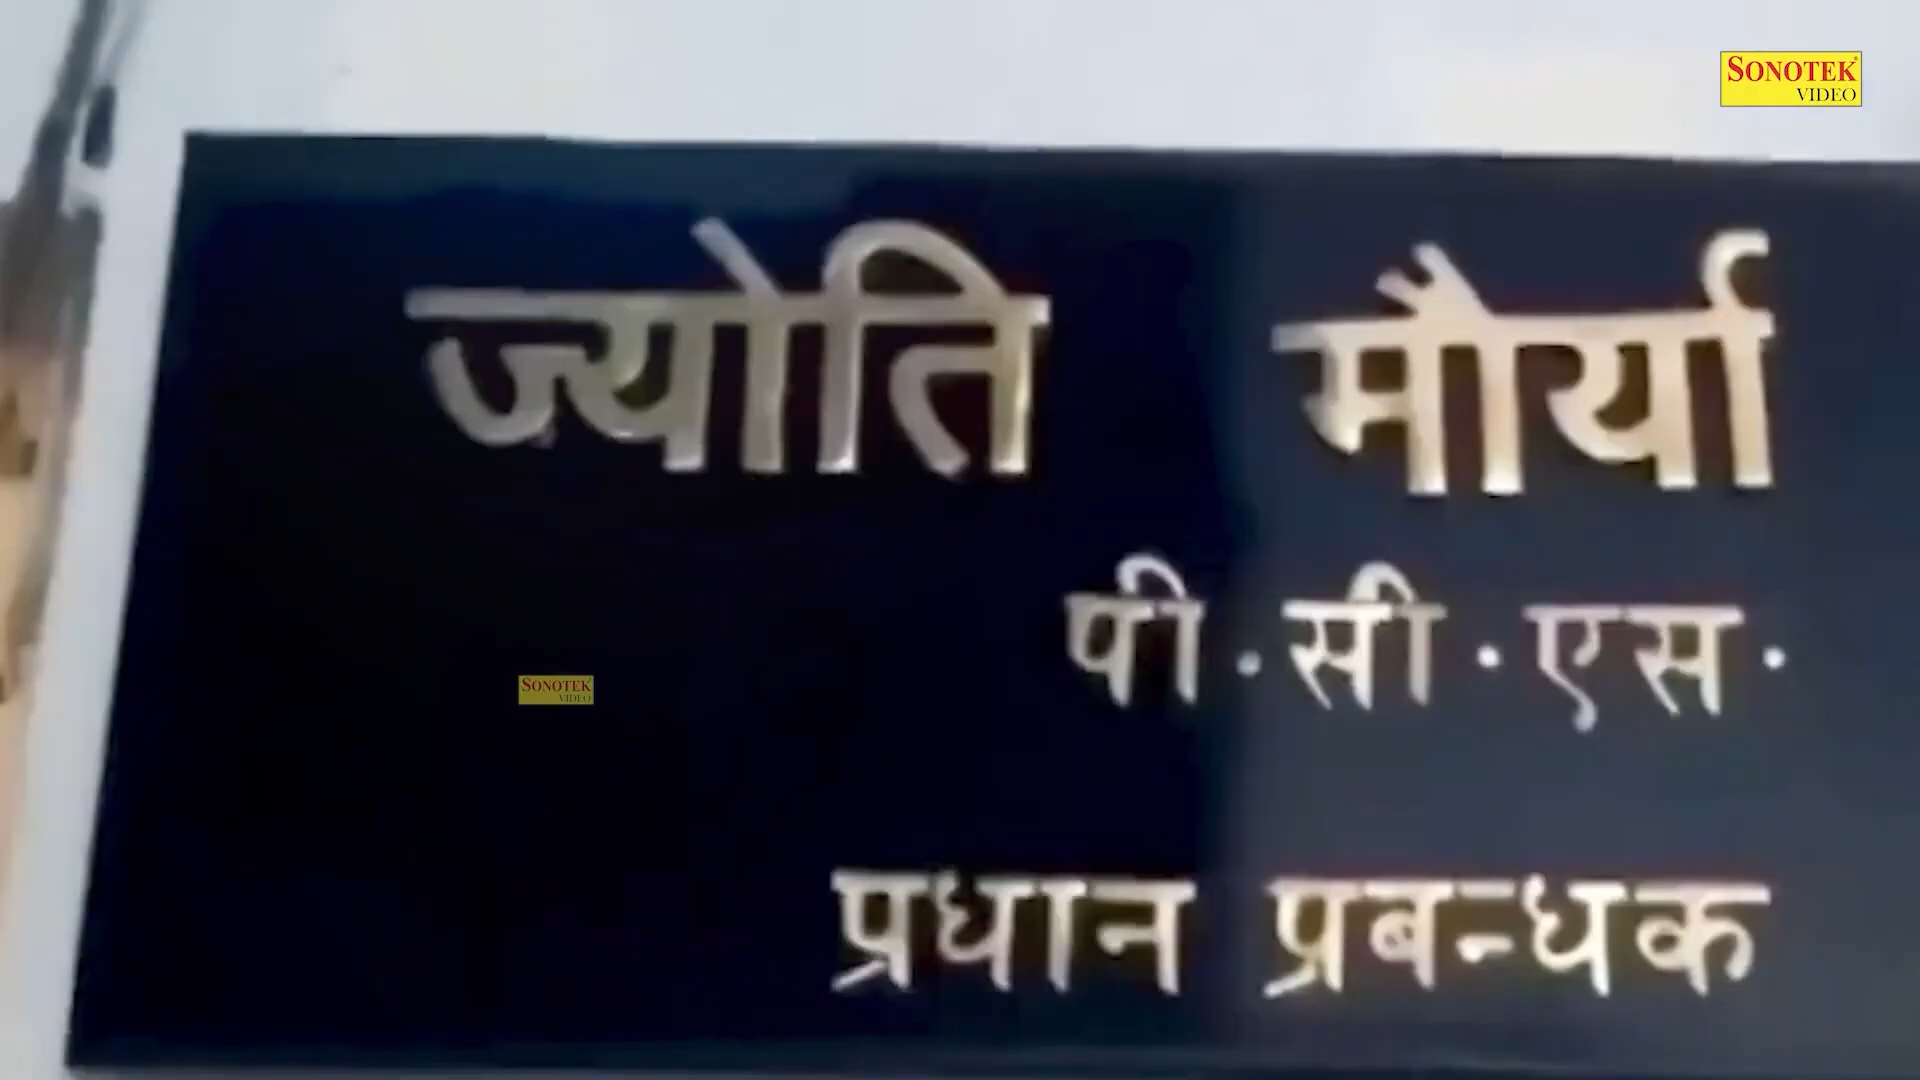 SONOTEK
VIDEO
ज्योति मौर्या
पी.सी.एस.
SONOTEK
VIDEO
प्रधान प्रबन्धक